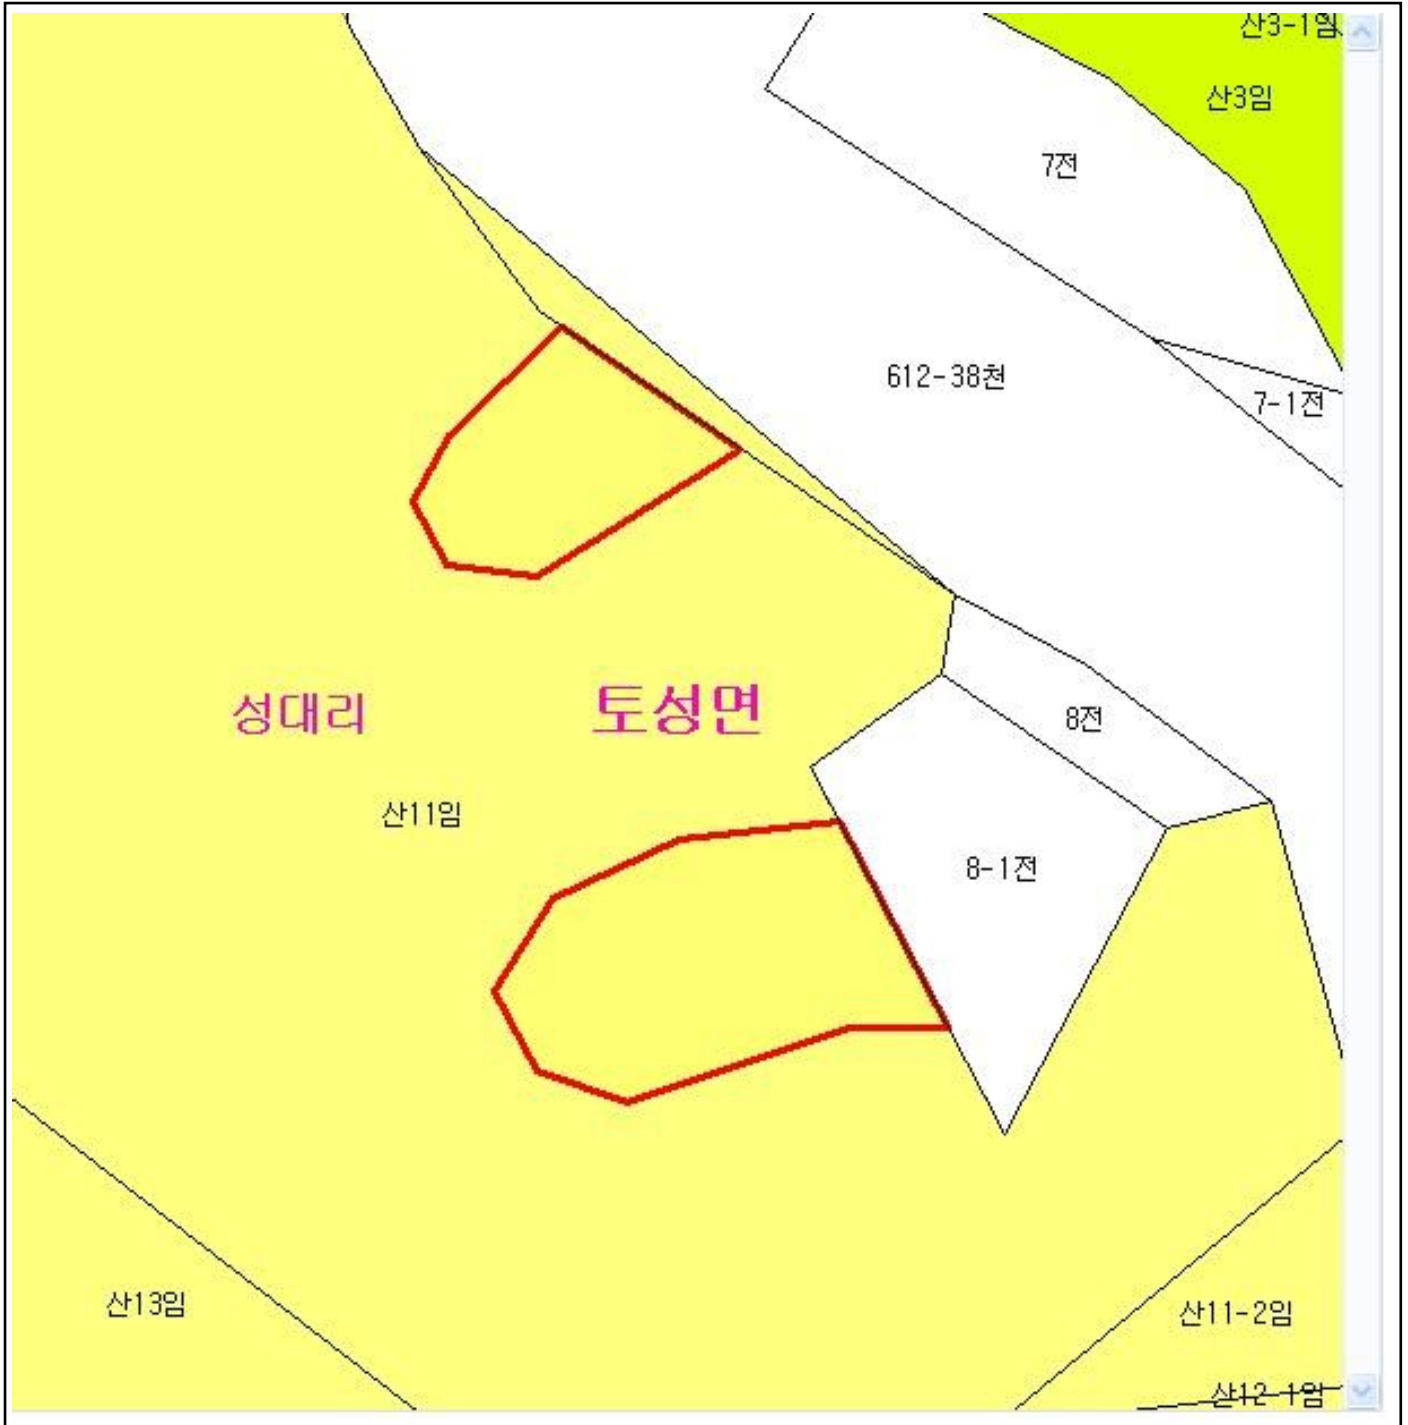 산3-1임
산3임
7전
612-38천
7-1전
성대리
토성면
8전
산11임
8-1전
산13임
산11-2임
산12-1임